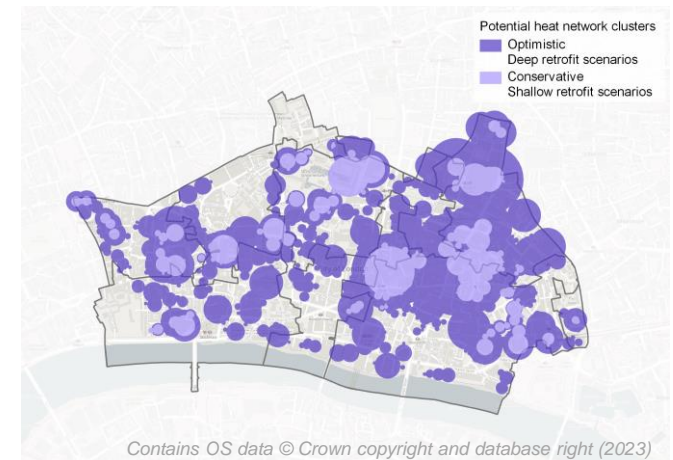 Potential heat network clusters
Optimistic
Deep retrofit scenarios
Conservative
Shallow retrofit scenarios
Contains OS data © Crown copyright and database right (2023)